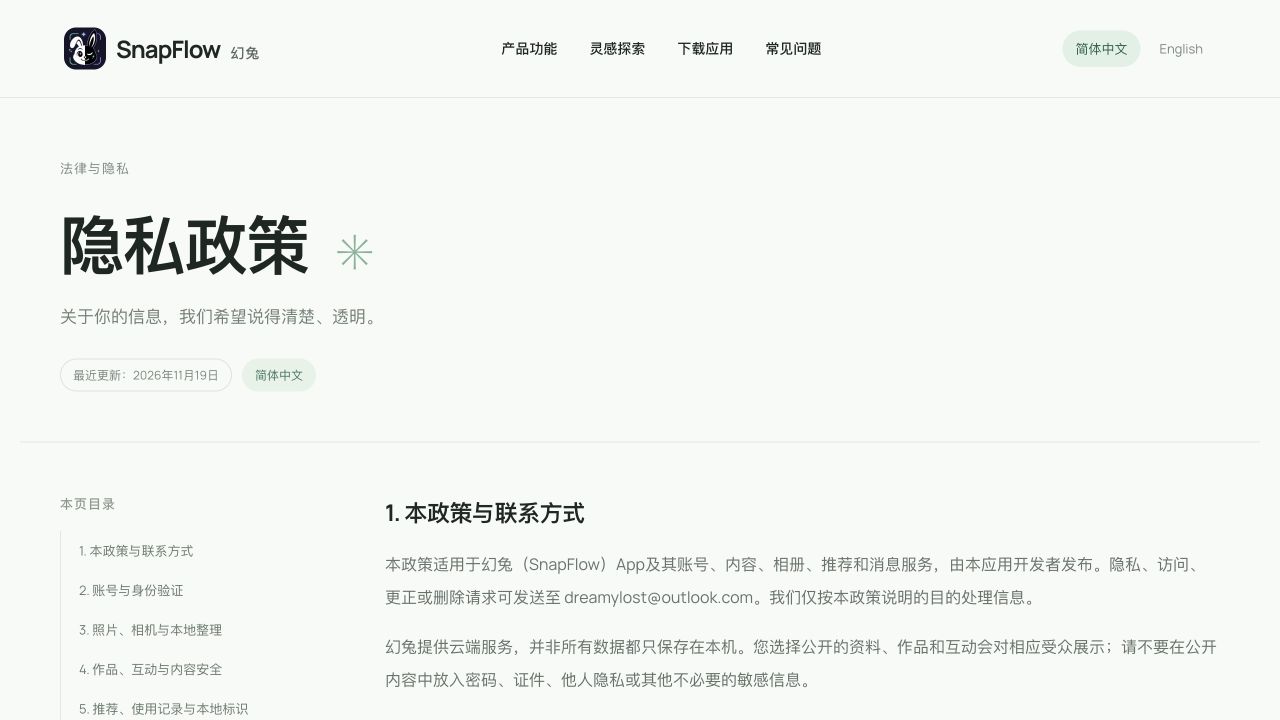 SnapFlow 幻兔
产品功能 灵感探索 下载应用 常见问题
简体中文 English
法律与隐私
隐私政策
关于你的信息，我们希望说得清楚、透明。
最近更新：2026年11月19日 简体中文
本页目录
1. 本政策与联系方式
2. 账号与身份验证
3. 照片、相机与本地整理
4. 作品、互动与内容安全
5. 推荐、使用记录与本地标识
1. 本政策与联系方式
本政策适用于幻兔（SnapFlow）App及其账号、内容、相册、推荐和消息服务，由本应用开发者发布。隐私、访问、
更正或删除请求可发送至 dreamylost@outlook.com。我们仅按本政策说明的目的处理信息。
幻兔提供云端服务，并非所有数据都只保存在本机。您选择公开的资料、作品和互动会对相应受众展示；请不要在公开
内容中放入密码、证件、他人隐私或其他不必要的敏感信息。